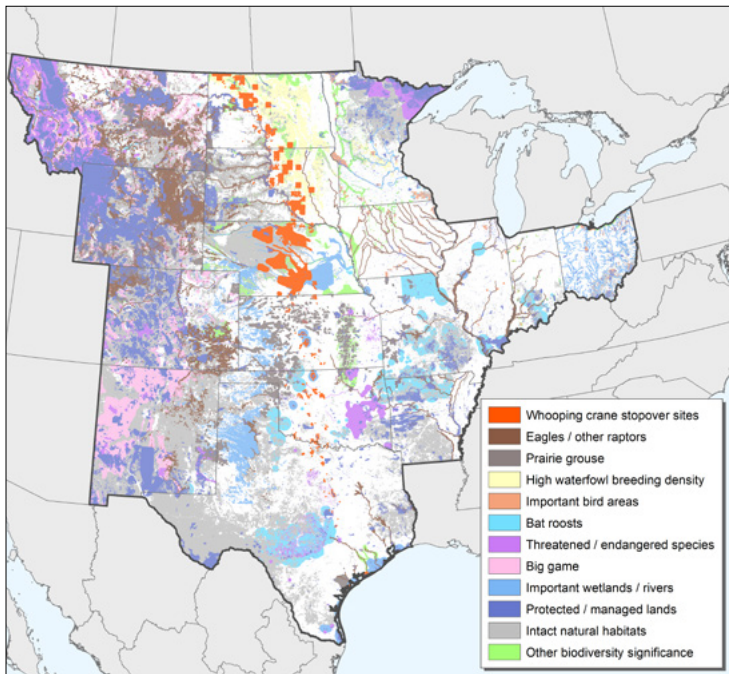 Whooping crane stopover sites
Eagles / other raptors
Prairie grouse
High waterfowl breeding density
Important bird areas
Bat roosts
Threatened / endangered species
Big game
Important wetlands / rivers
Protected / managed lands
Intact natural habitats
Other biodiversity significance